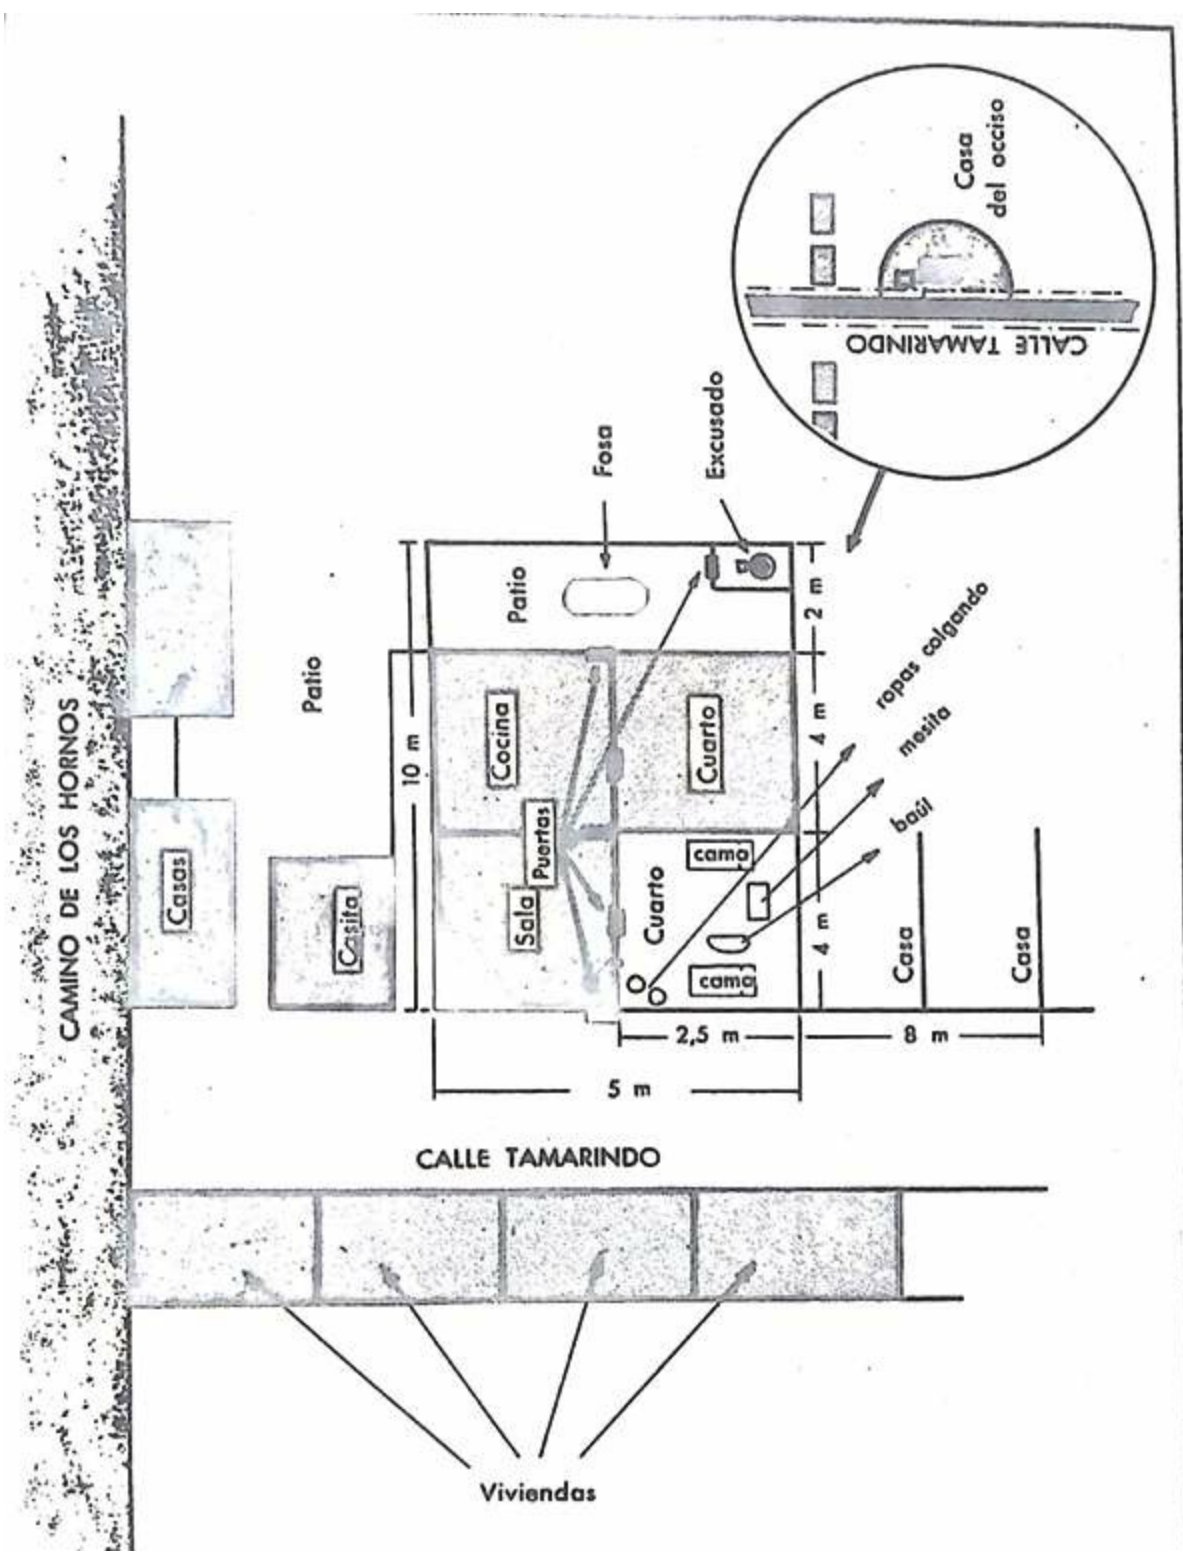 CAMINO DE LOS HORNOS
Casas
Casita
Patio
10 m
Cocina
Sala
Puertas
Patio
Fosa
Excusado
Cuarto
Cuarto
cama
cama
2 m
4 m
4 m
ropas colgando
mesita
baúl
Casa
Casa
2,5 m
8 m
5 m
CALLE TAMARINDO
Viviendas
Casa
del occiso
CALLE TAMARINDO